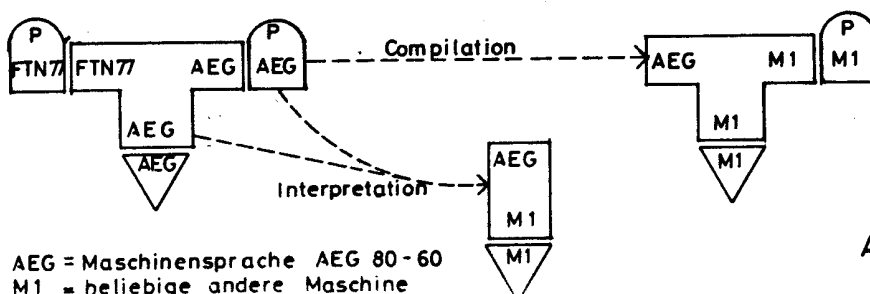 P
FTN77
FTN77 AEG
AEG
AEG
P
AEG
Compilation
Interpretation
AEG
M1
M1
AEG M1
M1
M1
P
M1
A
AEG = Maschinensprache AEG 80-60
M1 = beliebige andere Maschine